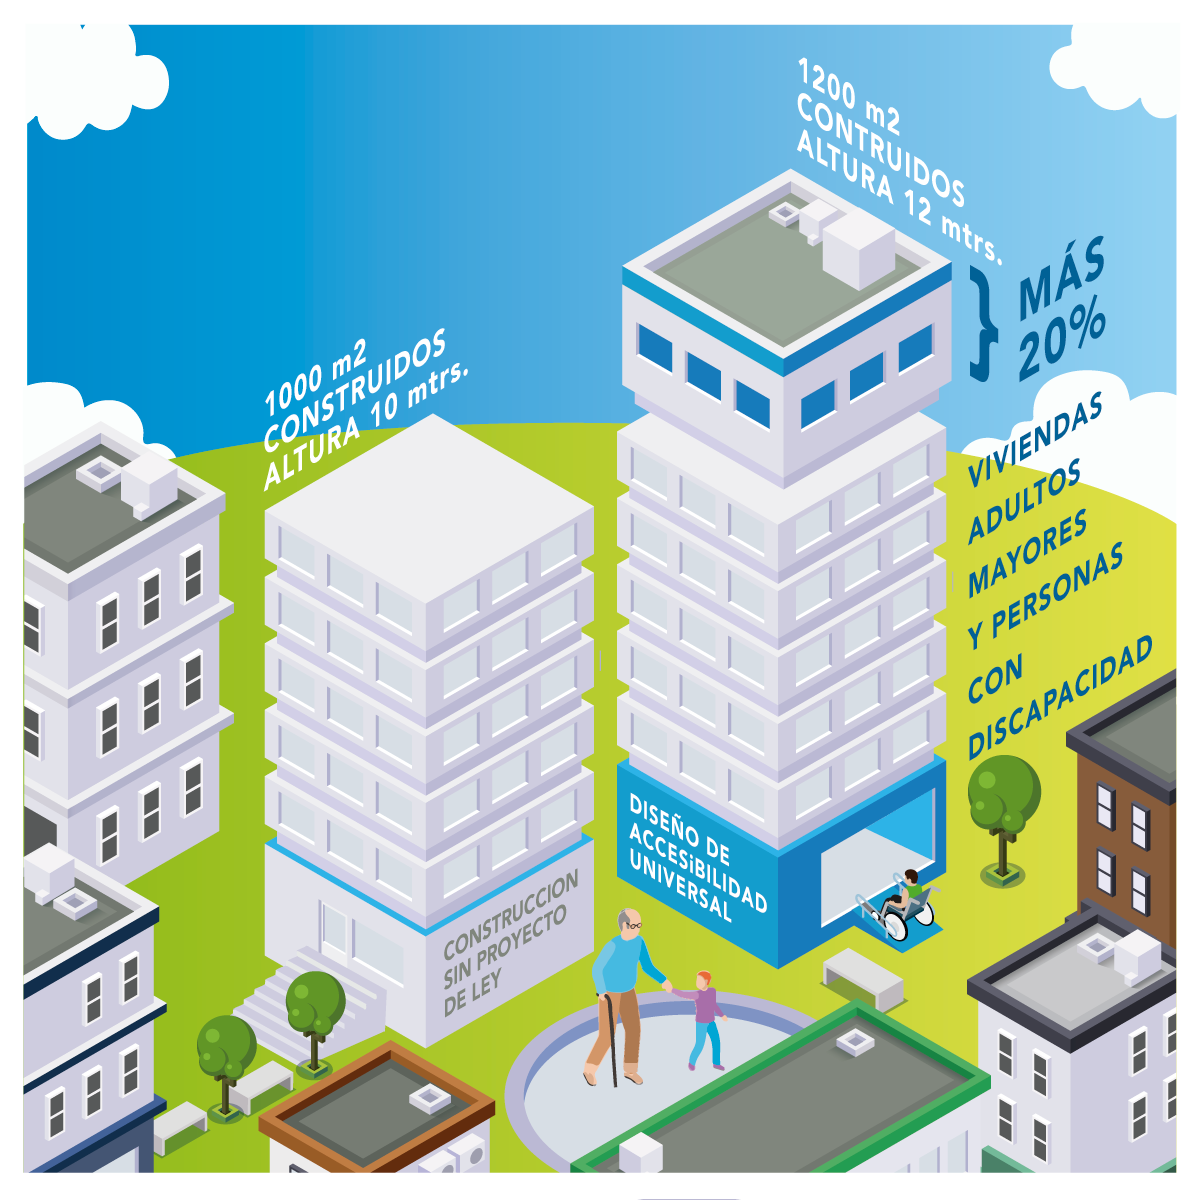 1200 m2
CONTRUIDOS
ALTURA 12 mtrs.
} MÁS
20%
1000 m2
CONSTRUIDOS
ALTURA 10 mtrs.
VIVIENDAS
ADULTOS
MAYORES
Y PERSONAS
CON
DISCAPACIDAD
DISEÑO DE
ACCESiBILIDAD
UNIVERSAL
CONSTRUCCION
SIN PROYECTO
DE LEY